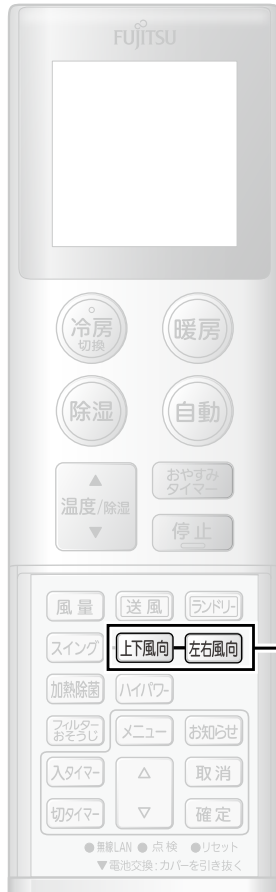 FUJITSU
冷房 暖房
切換
除湿 自動
▲ おやすみ
タイマー
温度/除湿
▼ 停止
風量 送風 ランドリー
スイング 上下風向 左右風向
加熱除菌 ハイパワー
フィルター
おそうじ メニュー お知らせ
入タイマー △ 取消
切タイマー ▽ 確定
●無線LAN ●点検 ●リセット
▼電池交換:カバーを引き抜く